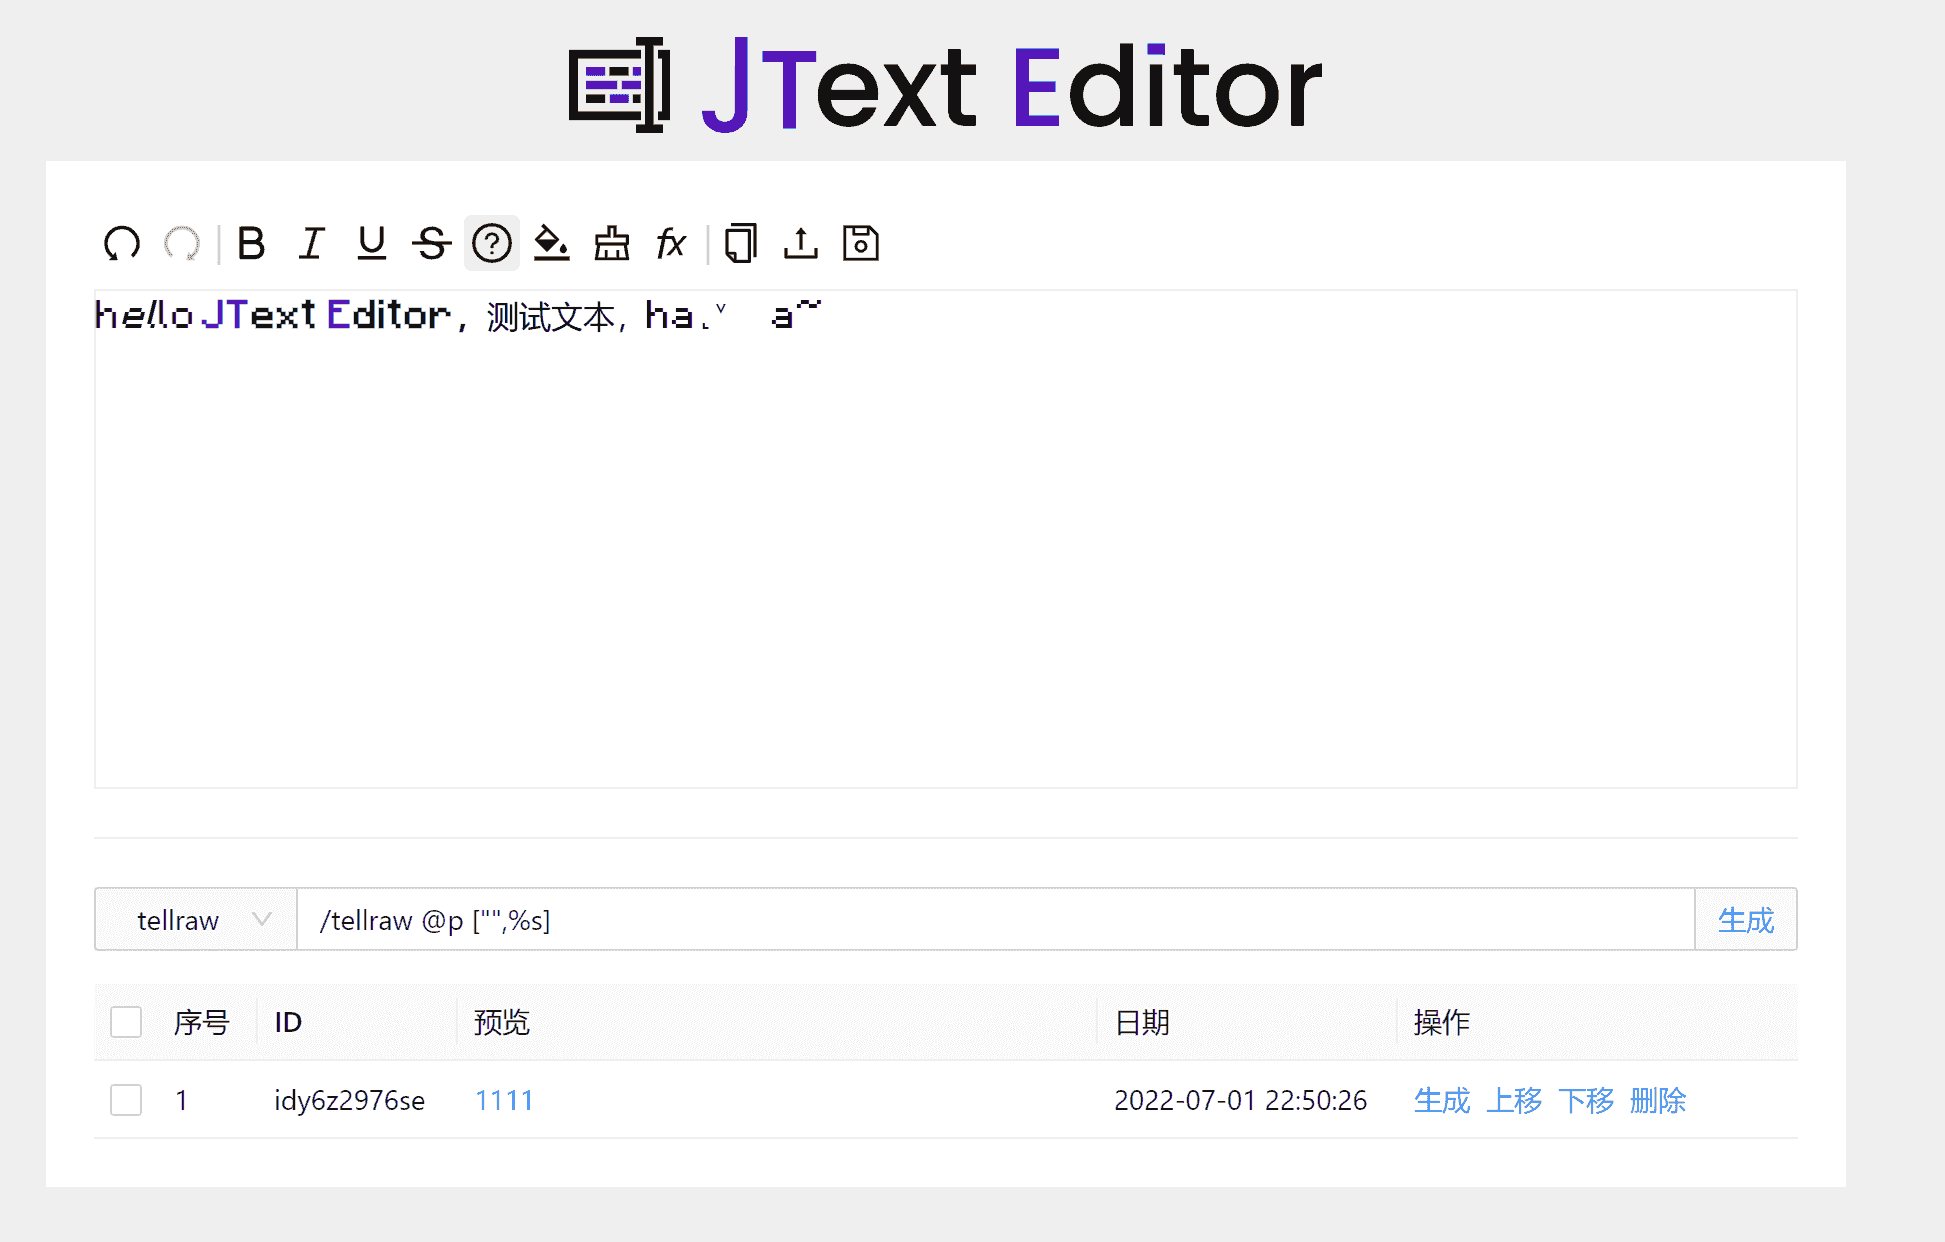 JText Editor
B I U S fx
hello JText Editor，测试文本，ha
tellraw /tellraw @p ["",%s] 生成
序号 ID 预览 日期 操作
1 idy6z2976se 1111 2022-07-01 22:50:26 生成 上移 下移 删除